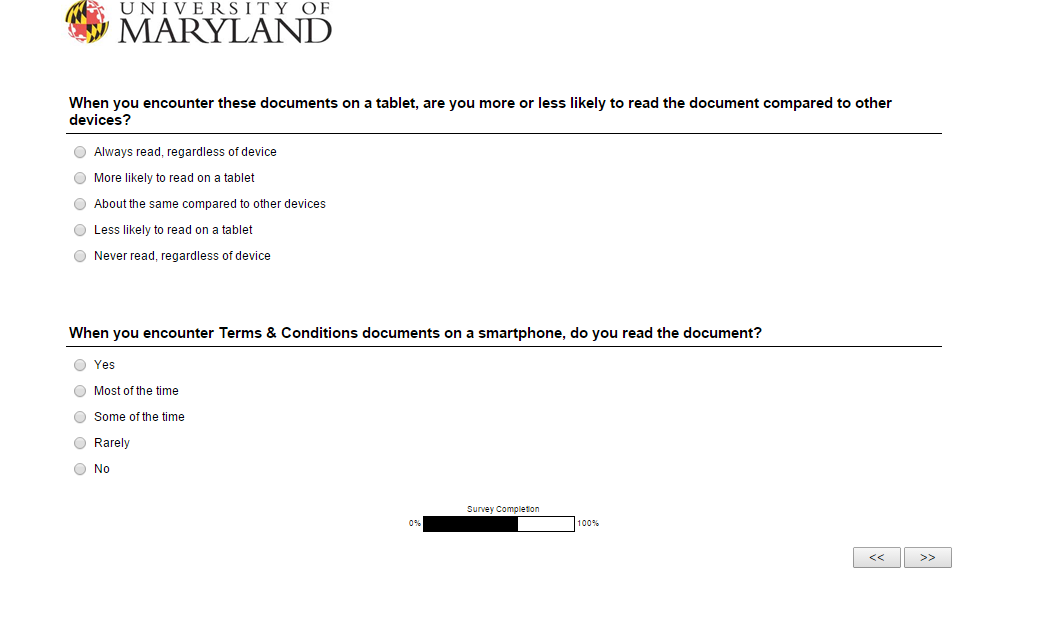 UNIVERSITY OF
MARYLAND
When you encounter these documents on a tablet, are you more or less likely to read the document compared to other
devices?
Always read, regardless of device
More likely to read on a tablet
About the same compared to other devices
Less likely to read on a tablet
Never read, regardless of device
When you encounter Terms & Conditions documents on a smartphone, do you read the document?
Yes
Most of the time
Some of the time
Rarely
No
Survey Completion
0% 100%
<< >>